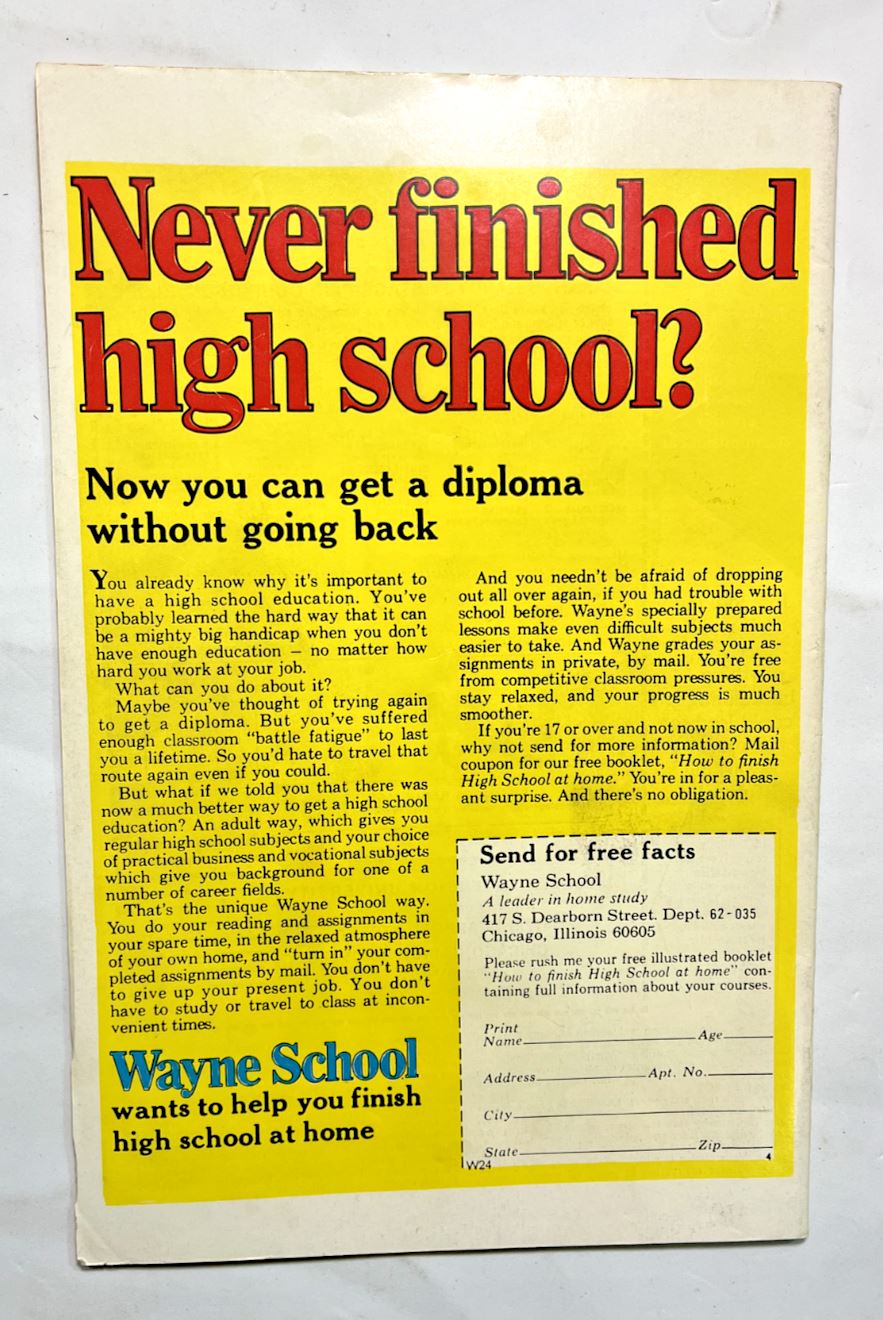 Never finished
high school?
Now you can get a diploma
without going back
You already know why it's important to
have a high school education. You've
probably learned the hard way that it can
be a mighty big handicap when you don't
have enough education – no matter how
hard you work at your job.
What can you do about it?
Maybe you've thought of trying again
to get a diploma. But you've suffered
enough classroom "battle fatigue" to last
you a lifetime. So you'd hate to travel that
route again even if you could.
But what if we told you that there was
now a much better way to get a high school
education? An adult way, which gives you
regular high school subjects and your choice
of practical business and vocational subjects
which give you background for one of a
number of career fields.
That's the unique Wayne School way.
You do your reading and assignments in
your spare time, in the relaxed atmosphere
of your own home, and "turn in" your com-
pleted assignments by mail. You don't have
to give up your present job. You don't
have to study or travel to class at incon-
venient times.
Wayne School
wants to help you finish
high school at home
And you needn't be afraid of dropping
out all over again, if you had trouble with
school before. Wayne's specially prepared
lessons make even difficult subjects much
easier to take. And Wayne grades your as-
signments in private, by mail. You're free
from competitive classroom pressures. You
stay relaxed, and your progress is much
smoother.
If you're 17 or over and not now in school,
why not send for more information? Mail
coupon for our free booklet, "How to finish
High School at home." You're in for a pleas-
ant surprise. And there's no obligation.
Send for free facts
Wayne School
A leader in home study
417 S. Dearborn Street. Dept. 62-035
Chicago, Illinois 60605
Please rush me your free illustrated booklet
"How to finish High School at home" con-
taining full information about your courses.
Print
Name Age
Address Apt. No.
City
State Zip
W24 4